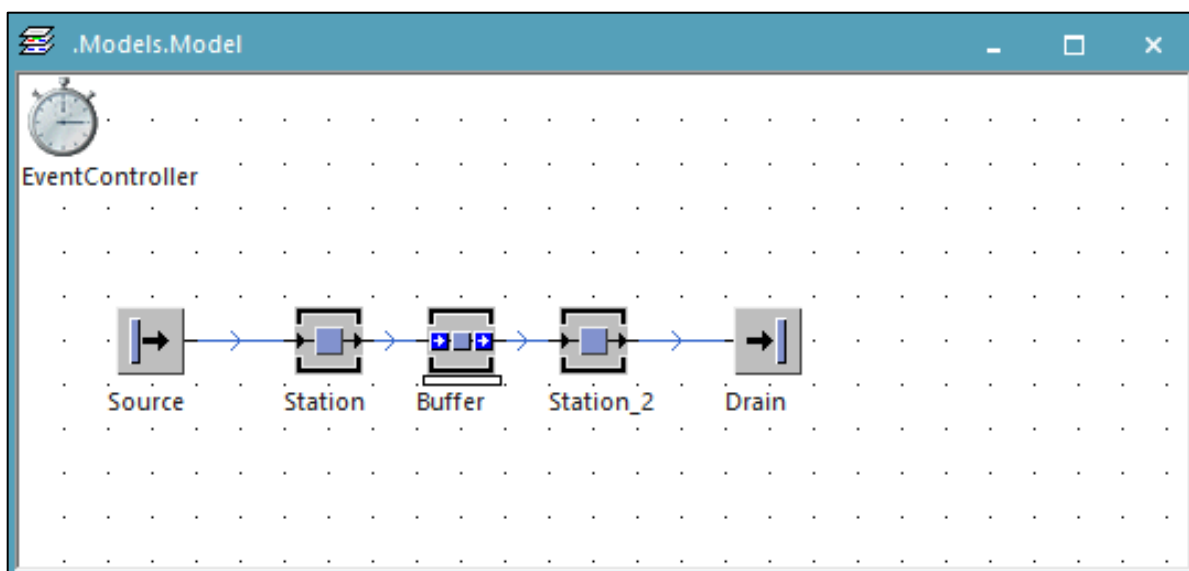 .Models.Model
EventController
Source Station Buffer Station_2 Drain